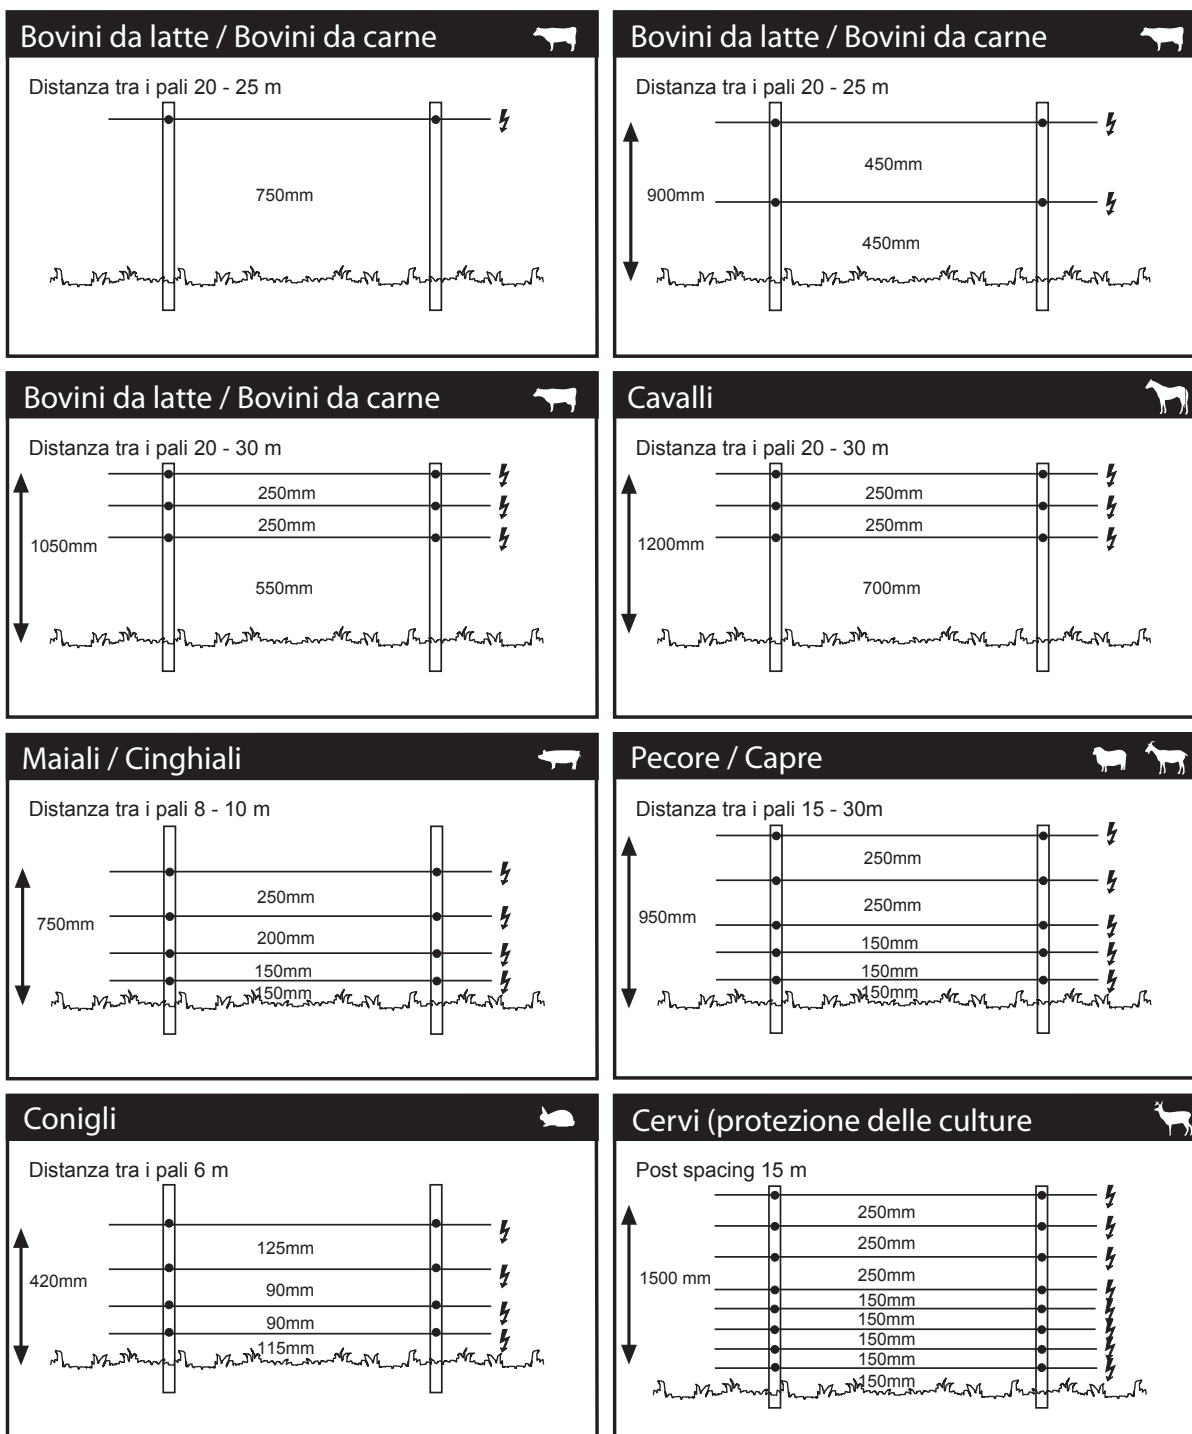 Bovini da latte / Bovini da carne
Distanza tra i pali 20 - 25 m
750mm
Bovini da latte / Bovini da carne
Distanza tra i pali 20 - 25 m
450mm
900mm
450mm
Bovini da latte / Bovini da carne
Distanza tra i pali 20 - 30 m
250mm
250mm
1050mm
550mm
Cavalli
Distanza tra i pali 20 - 30 m
250mm
250mm
1200mm
700mm
Maiali / Cinghiali
Distanza tra i pali 8 - 10 m
250mm
750mm
200mm
150mm
150mm
Pecore / Capre
Distanza tra i pali 15 - 30m
250mm
250mm
950mm
150mm
150mm
150mm
Conigli
Distanza tra i pali 6 m
125mm
420mm
90mm
90mm
115mm
Cervi (protezione delle culture
Post spacing 15 m
250mm
250mm
250mm
1500 mm
150mm
150mm
150mm
150mm
150mm